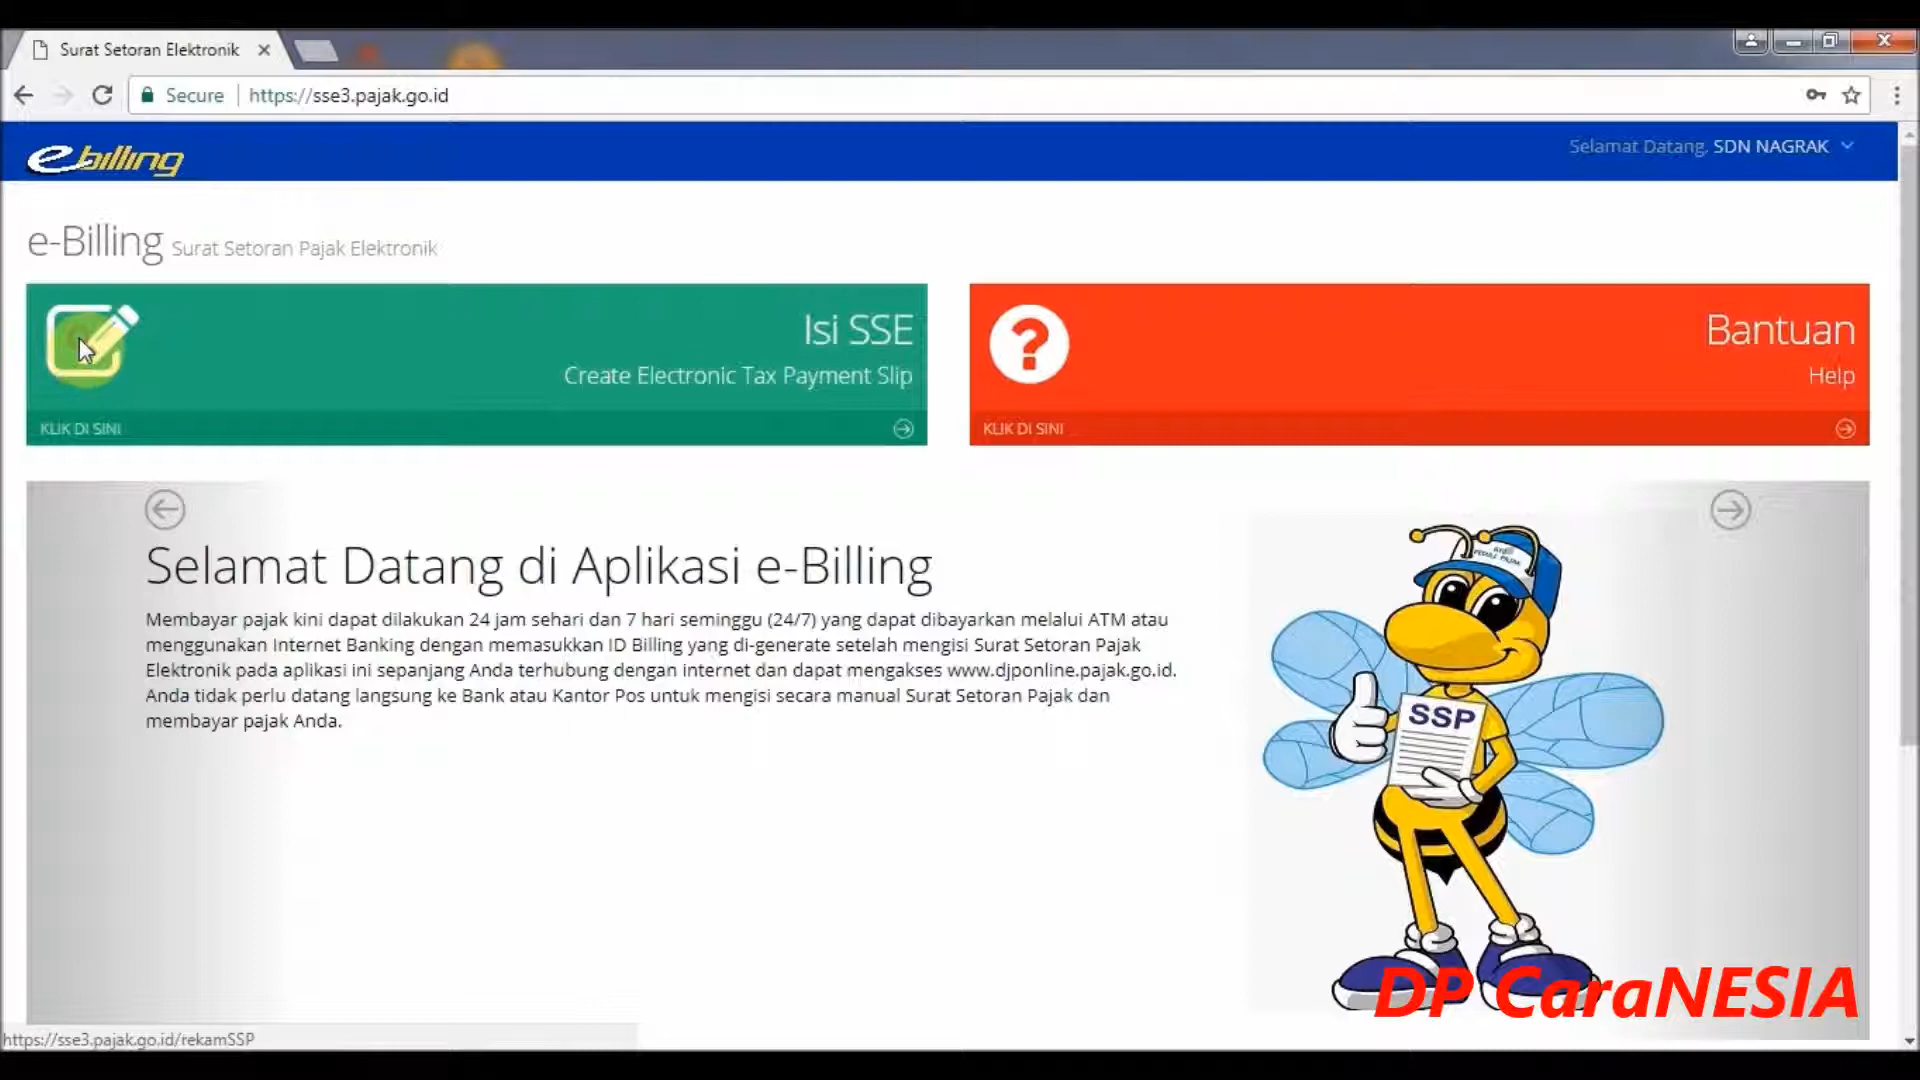 Surat Setoran Elektronik
Secure
https://sse3.pajak.go.id
ebilling
Selamat Datang, SDN NAGRAK
e-Billing Surat Setoran Pajak Elektronik
Isi SSE
Create Electronic Tax Payment Slip
KLIK DI SINI
Bantuan
Help
KLIK DI SINI
Selamat Datang di Aplikasi e-Billing
Membayar pajak kini dapat dilakukan 24 jam sehari dan 7 hari seminggu (24/7) yang dapat dibayarkan melalui ATM atau
menggunakan Internet Banking dengan memasukkan ID Billing yang di-generate setelah mengisi Surat Setoran Pajak
Elektronik pada aplikasi ini sepanjang Anda terhubung dengan internet dan dapat mengakses www.djponline.pajak.go.id.
Anda tidak perlu datang langsung ke Bank atau Kantor Pos untuk mengisi secara manual Surat Setoran Pajak dan
membayar pajak Anda.
PEDULI PAJAK
SSP
DP CaraNESIA
https://sse3.pajak.go.id/rekamSSP